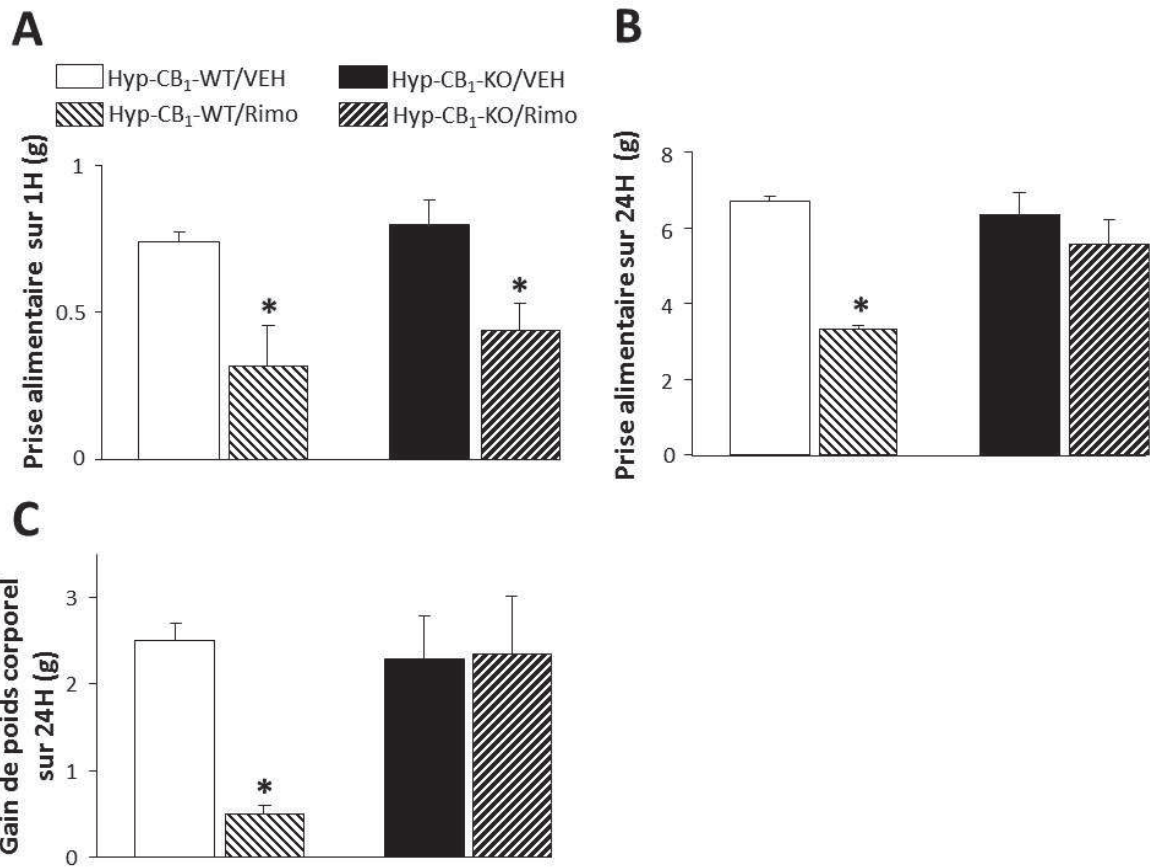 A
B
Hyp-CB₁-WT/VEH
Hyp-CB₁-KO/VEH
Hyp-CB₁-WT/Rimo
Hyp-CB₁-KO/Rimo
Prise alimentaire sur 1H (g)
1
0.5
0
*
*
Prise alimentaire sur 24H (g)
8
6
4
2
0
*
C
Gain de poids corporel
sur 24H (g)
3
2
1
0
*